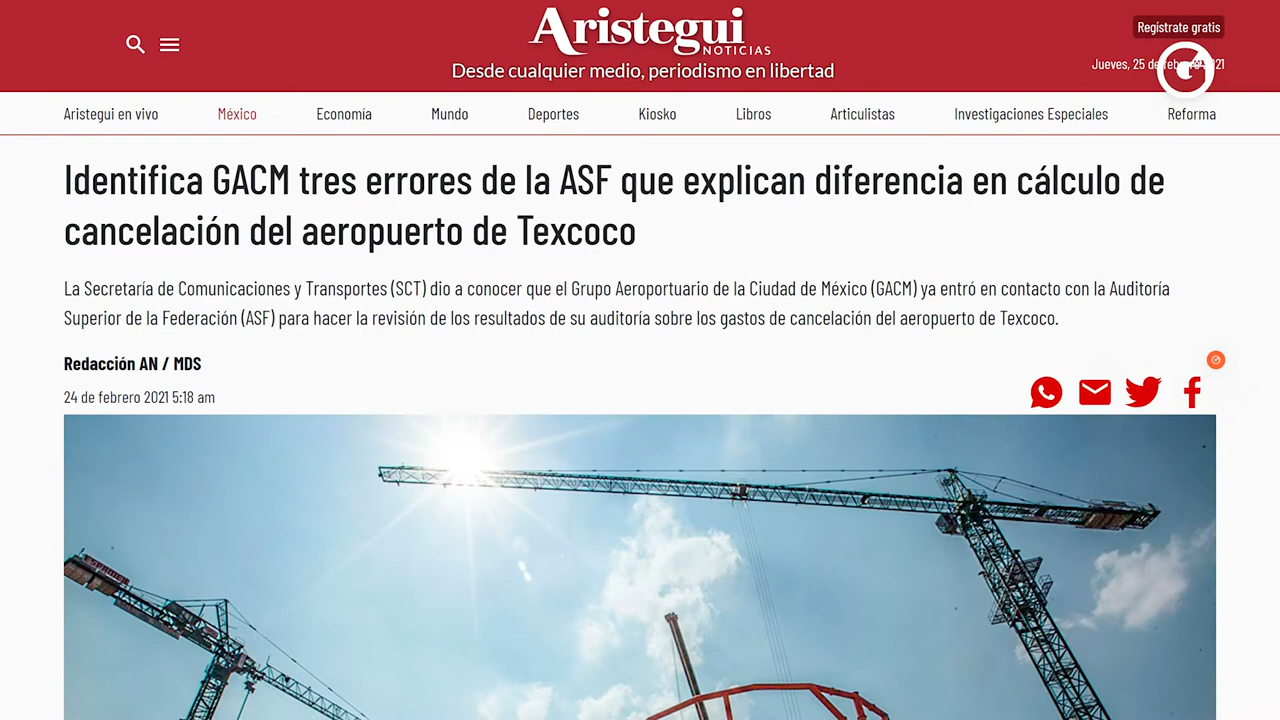 Aristegui
NOTICIAS
Desde cualquier medio, periodismo en libertad
Regístrate gratis
Jueves, 25 de
Aristegui en vivo México Economía Mundo Deportes Kiosko Libros Articulistas Investigaciones Especiales Reforma
Identifica GACM tres errores de la ASF que explican diferencia en cálculo de
cancelación del aeropuerto de Texcoco
La Secretaría de Comunicaciones y Transportes (SCT) dio a conocer que el Grupo Aeroportuario de la Ciudad de México (GACM) ya entró en contacto con la Auditoría
Superior de la Federación (ASF) para hacer la revisión de los resultados de su auditoría sobre los gastos de cancelación del aeropuerto de Texcoco.
Redacción AN / MDS
24 de febrero 2021 5:18 am